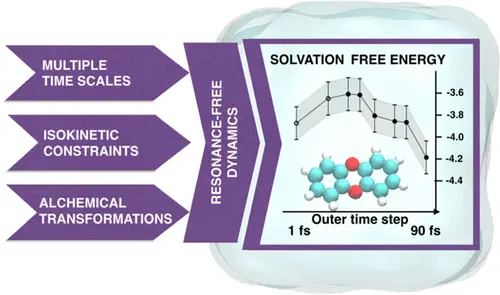 MULTIPLE
TIME SCALES
ISOKINETIC
CONSTRAINTS
ALCHEMICAL
TRANSFORMATIONS
RESONANCE-FREE
DYNAMICS
SOLVATION FREE ENERGY
-3.6
-3.8
-4.0
-4.2
-4.4
Outer time step
1 fs 90 fs